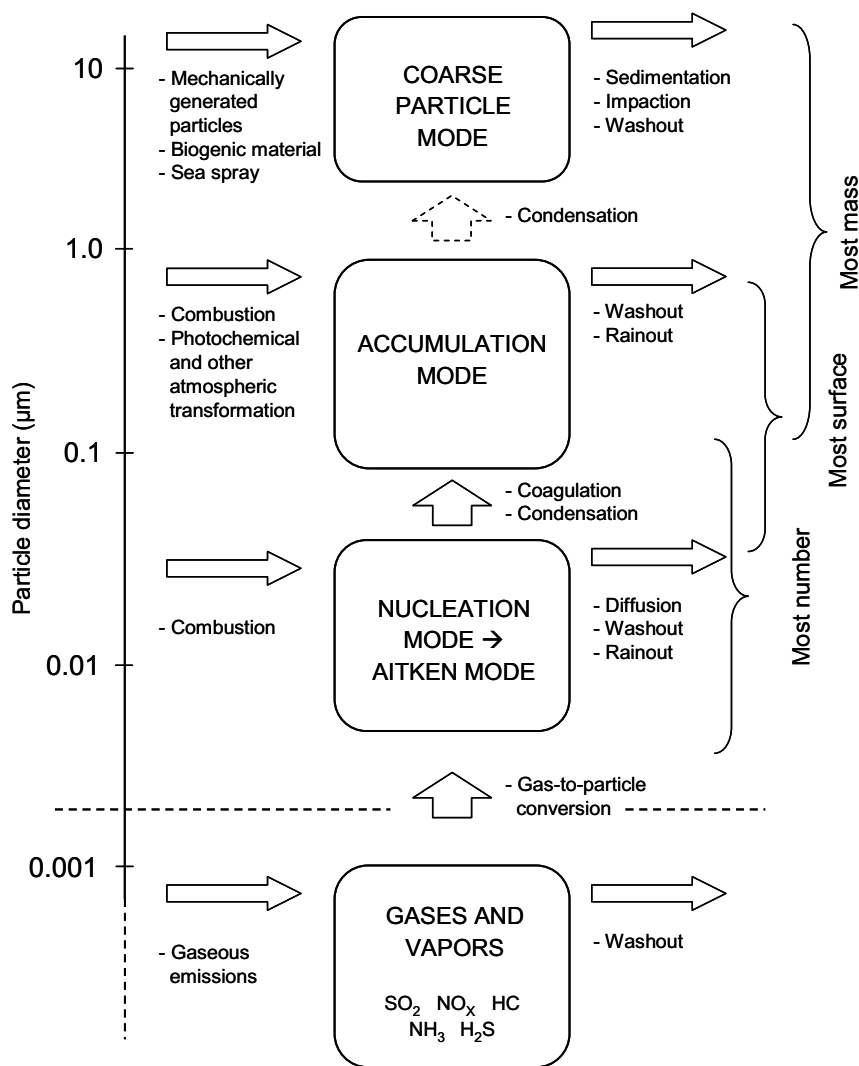 10
- Mechanically
generated
particles
- Biogenic material
- Sea spray
COARSE
PARTICLE
MODE
- Sedimentation
- Impaction
- Washout
- Condensation
1.0
- Combustion
- Photochemical
and other
atmospheric
transformation
ACCUMULATION
MODE
- Washout
- Rainout
0.1
- Coagulation
- Condensation
- Combustion
NUCLEATION
MODE →
AITKEN MODE
- Diffusion
- Washout
- Rainout
0.01
- Gas-to-particle
conversion
0.001
- Gaseous
emissions
GASES AND
VAPORS
SO₂ NOₓ HC
NH₃ H₂S
- Washout
Particle diameter (µm)
Most number
Most surface
Most mass